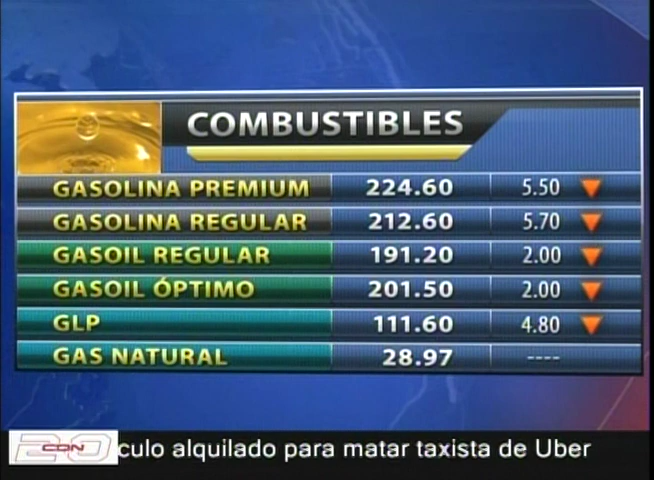 COMBUSTIBLES
GASOLINA PREMIUM 224.60 5.50
GASOLINA REGULAR 212.60 5.70
GASOIL REGULAR 191.20 2.00
GASOIL ÓPTIMO 201.50 2.00
GLP 111.60 4.80
GAS NATURAL 28.97 ----
CDN 20 culo alquilado para matar taxista de Uber